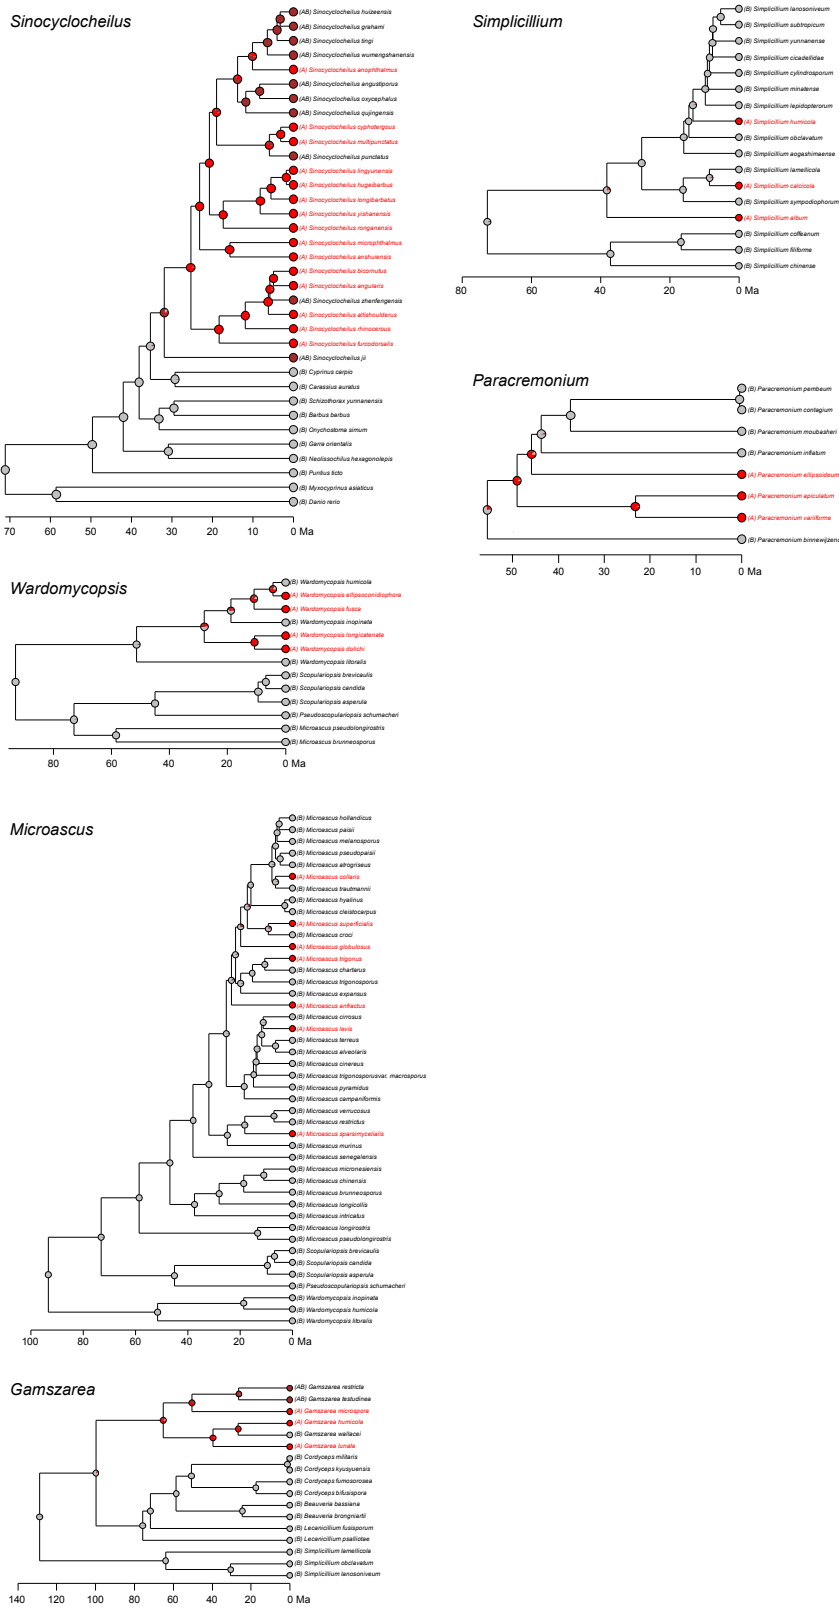 Sinocyclocheilus
(AB) Sinocyclocheilus huizeensis
(AB) Sinocyclocheilus grahami
(AB) Sinocyclocheilus tingi
(AB) Sinocyclocheilus wumengshanensis
(A) Sinocyclocheilus anophthalmus
(AB) Sinocyclocheilus angustiporus
(AB) Sinocyclocheilus oxycephalus
(AB) Sinocyclocheilus qujingensis
(A) Sinocyclocheilus cyphotergous
(A) Sinocyclocheilus multipunctatus
(AB) Sinocyclocheilus punctatus
(A) Sinocyclocheilus lingyunensis
(A) Sinocyclocheilus hugeibarbus
(A) Sinocyclocheilus longibarbatus
(A) Sinocyclocheilus yishanensis
(A) Sinocyclocheilus ronganensis
(A) Sinocyclocheilus microphthalmus
(A) Sinocyclocheilus anshuiensis
(A) Sinocyclocheilus bicornutus
(A) Sinocyclocheilus angularis
(AB) Sinocyclocheilus zhenfengensis
(A) Sinocyclocheilus altishoulderus
(A) Sinocyclocheilus rhinocerous
(A) Sinocyclocheilus furcodorsalis
(AB) Sinocyclocheilus jii
(B) Cyprinus carpio
(B) Carassius auratus
(B) Schizothorax yunnanensis
(B) Barbus barbus
(B) Onychostoma simum
(B) Garra orientalis
(B) Neolissochilus hexagonolepis
(B) Puntius ticto
(B) Myxocyprinus asiaticus
(B) Danio rerio
70 60 50 40 30 20 10 0 Ma
Simplicillium
(B) Simplicillium lanosoniveum
(B) Simplicillium subtropicum
(B) Simplicillium yunnanense
(B) Simplicillium cicadellidae
(B) Simplicillium cylindrosporum
(B) Simplicillium minatense
(B) Simplicillium lepidopterorum
(A) Simplicillium humicola
(B) Simplicillium obclavatum
(B) Simplicillium aogashimaense
(B) Simplicillium lamellicola
(A) Simplicillium calcicola
(B) Simplicillium sympodiophorum
(A) Simplicillium album
(B) Simplicillium coffeanum
(B) Simplicillium filiforme
(B) Simplicillium chinense
80 60 40 20 0 Ma
Paracremonium
(B) Paracremonium pembeum
(B) Paracremonium contagium
(B) Paracremonium moubasheri
(B) Paracremonium inflatum
(A) Paracremonium ellipsoideum
(A) Paracremonium apiculatum
(A) Paracremonium variiforme
(B) Paracremonium binnewijzend
50 40 30 20 10 0 Ma
Wardomycopsis
(B) Wardomycopsis humicola
(A) Wardomycopsis ellipsoconidiophora
(A) Wardomycopsis fusca
(B) Wardomycopsis inopinata
(A) Wardomycopsis longicatenata
(A) Wardomycopsis dolichi
(B) Wardomycopsis litoralis
(B) Scopulariopsis brevicaulis
(B) Scopulariopsis candida
(B) Scopulariopsis asperula
(B) Pseudoscopulariopsis schumacheri
(B) Microascus pseudolongirostris
(B) Microascus brunneosporus
80 60 40 20 0 Ma
Microascus
(B) Microascus hollandicus
(B) Microascus paisii
(B) Microascus melanosporus
(B) Microascus pseudopaisii
(B) Microascus atrogriseus
(A) Microascus collaris
(B) Microascus trautmannii
(B) Microascus hyalinus
(B) Microascus cleistocarpus
(A) Microascus superficialis
(B) Microascus croci
(A) Microascus globulosus
(A) Microascus trigonus
(B) Microascus chartarus
(B) Microascus trigonosporus
(B) Microascus expansus
(A) Microascus anfractus
(B) Microascus cirrosus
(A) Microascus levis
(B) Microascus terreus
(B) Microascus alveolaris
(B) Microascus cinereus
(B) Microascus trigonosporusvar. macrosporus
(B) Microascus pyramidus
(B) Microascus campaniformis
(B) Microascus verrucosus
(B) Microascus restrictus
(A) Microascus sparsimycelialis
(B) Microascus murinus
(B) Microascus senegalensis
(B) Microascus micronesiensis
(B) Microascus chinensis
(B) Microascus brunneosporus
(B) Microascus longicollis
(B) Microascus intricatus
(B) Microascus longirostris
(B) Microascus pseudolongirostris
(B) Scopulariopsis brevicaulis
(B) Scopulariopsis candida
(B) Scopulariopsis asperula
(B) Pseudoscopulariopsis schumacheri
(B) Wardomycopsis inopinata
(B) Wardomycopsis humicola
(B) Wardomycopsis litoralis
100 80 60 40 20 0 Ma
Gamszarea
(AB) Gamszarea restricta
(AB) Gamszarea testudinea
(A) Gamszarea microspora
(A) Gamszarea humicola
(B) Gamszarea wallacei
(A) Gamszarea lunata
(B) Cordyceps militaris
(B) Cordyceps kyusyuensis
(B) Cordyceps fumosorosea
(B) Cordyceps bifusispora
(B) Beauveria bassiana
(B) Beauveria brongniartii
(B) Lecanicillium fusisporum
(B) Lecanicillium psalliotae
(B) Simplicillium lamellicola
(B) Simplicillium obclavatum
(B) Simplicillium lanosoniveum
140 120 100 80 60 40 20 0 Ma